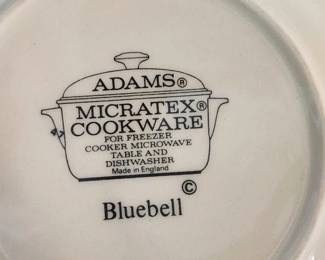 ADAMS®
MICRATEX®
COOKWARE
FOR FREEZER
COOKER MICROWAVE
TABLE AND
DISHWASHER
Made in England
©
Bluebell